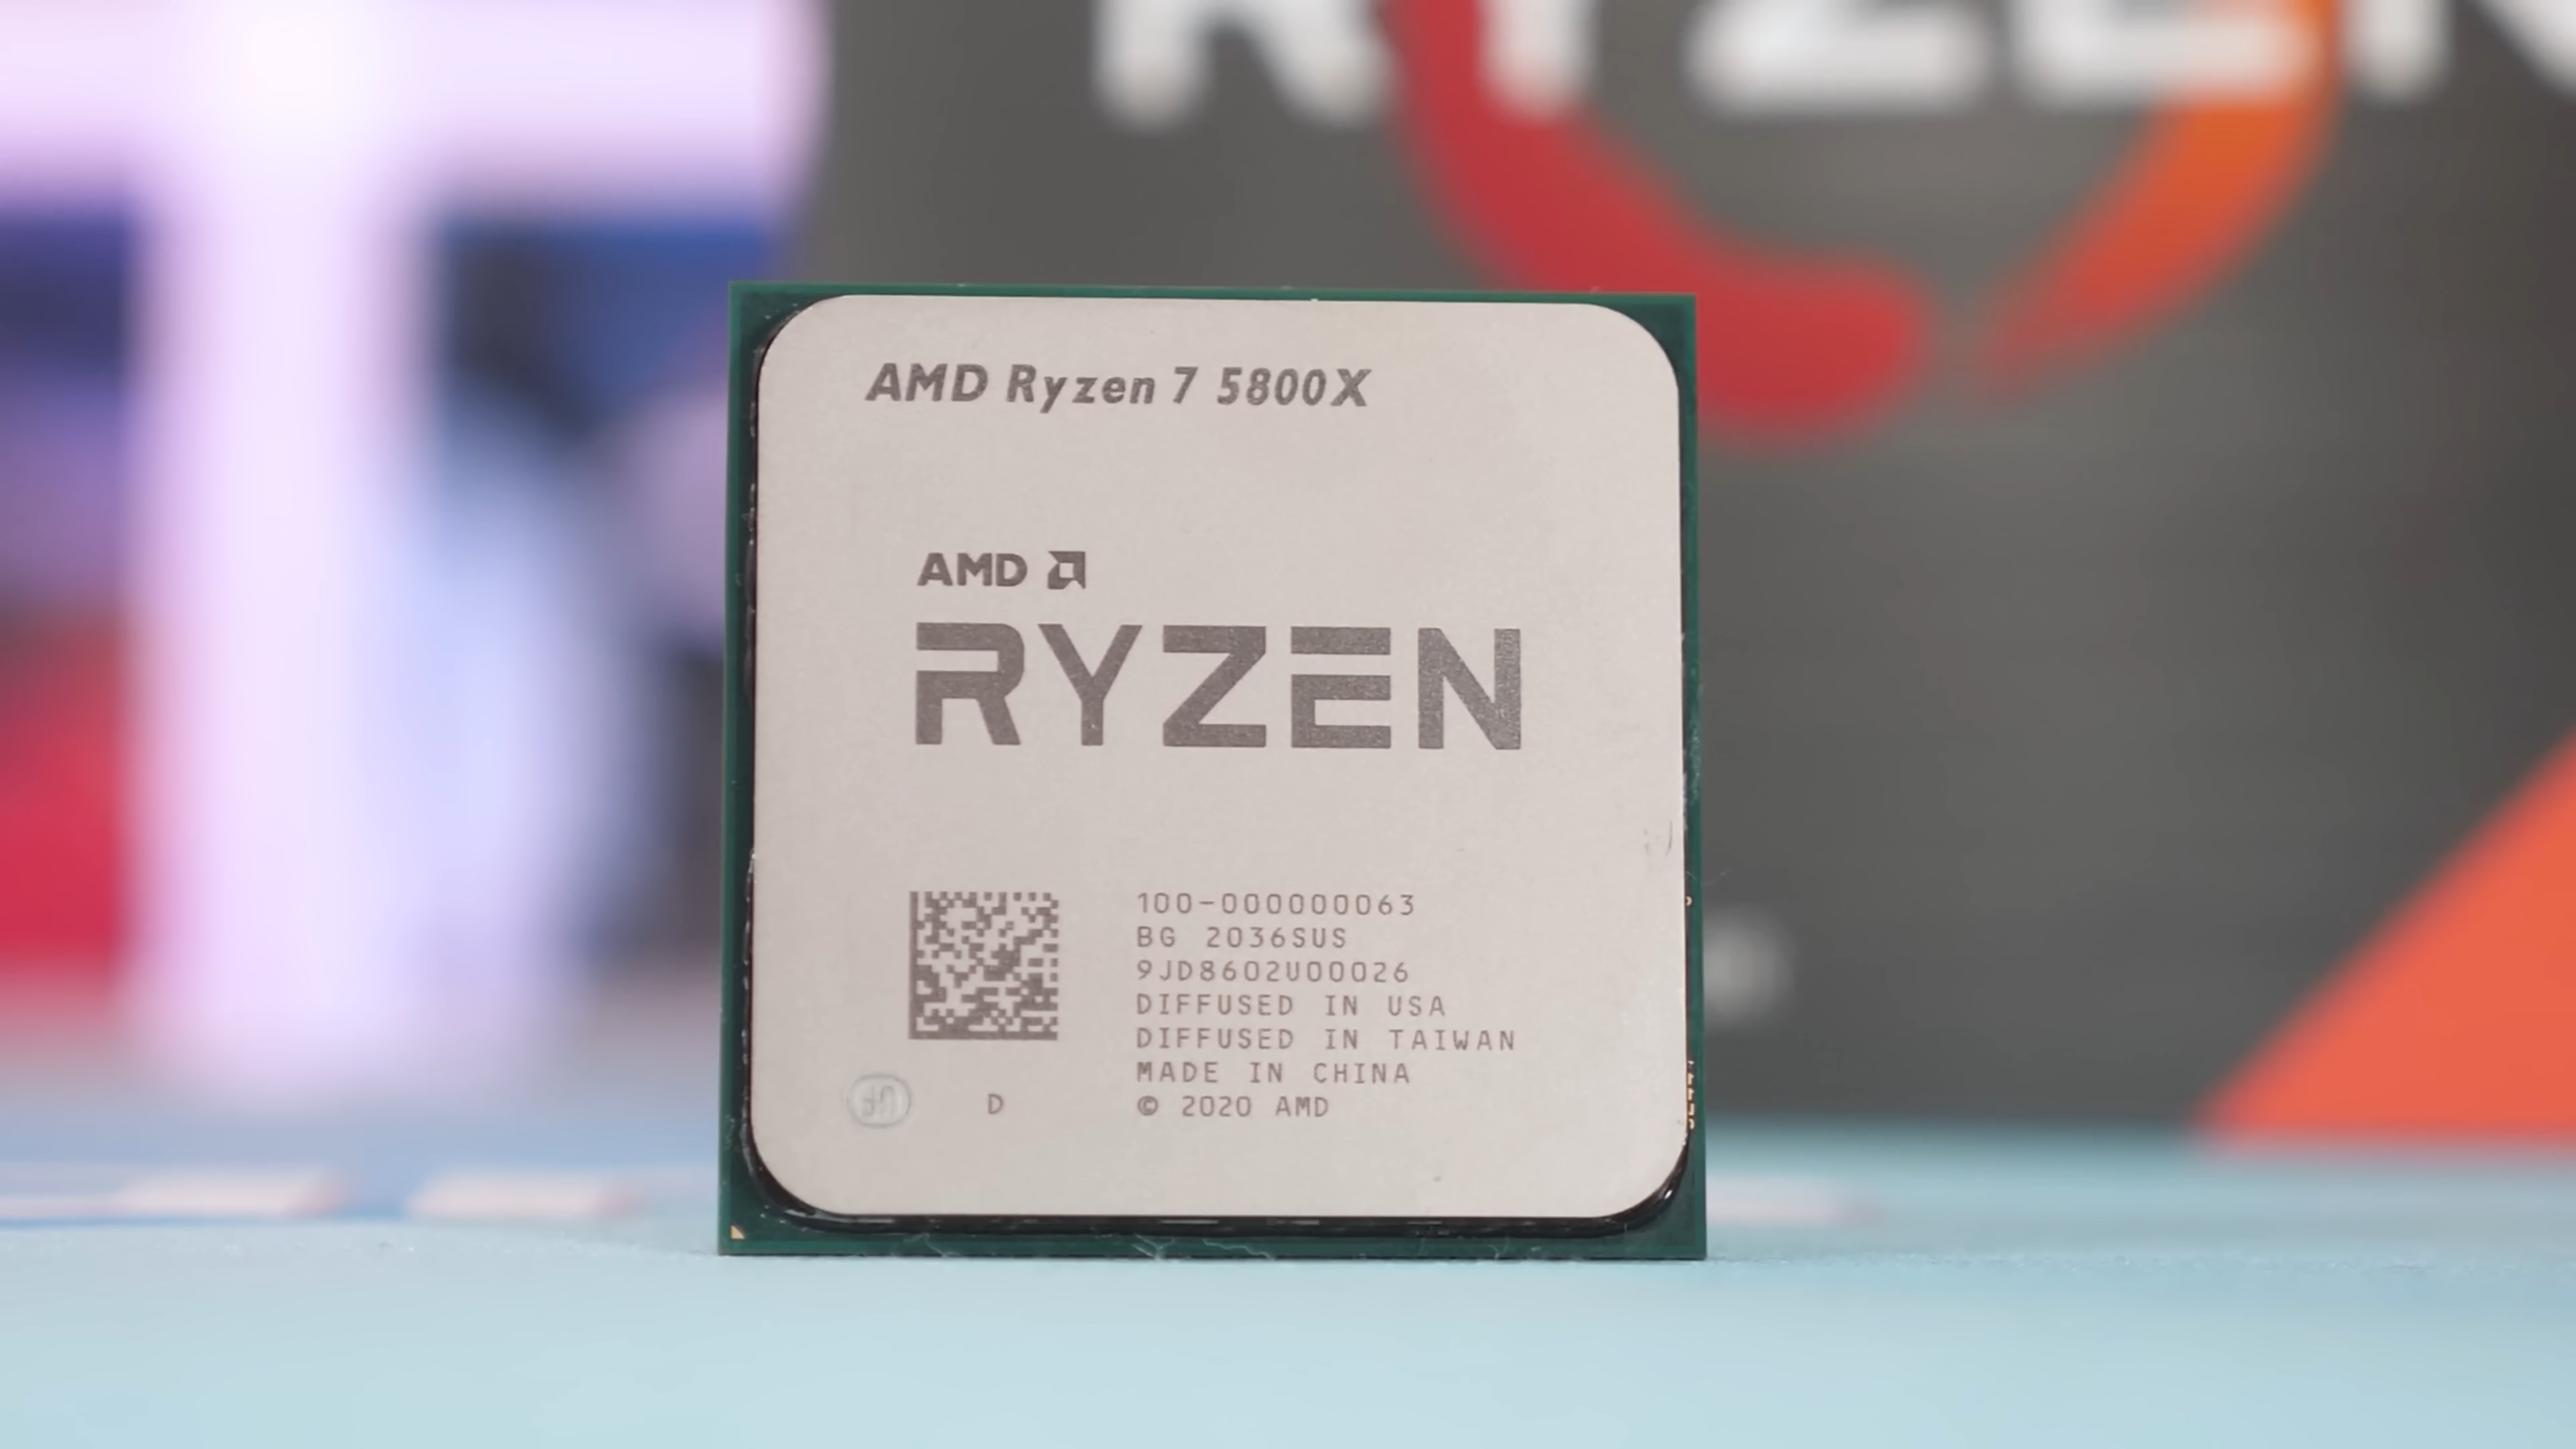 RYZEN
AMD Ryzen 7 5800X
AMD
RYZEN
100-000000063
BG 2036SUS
9JD8602U00026
DIFFUSED IN USA
DIFFUSED IN TAIWAN
MADE IN CHINA
© 2020 AMD
D